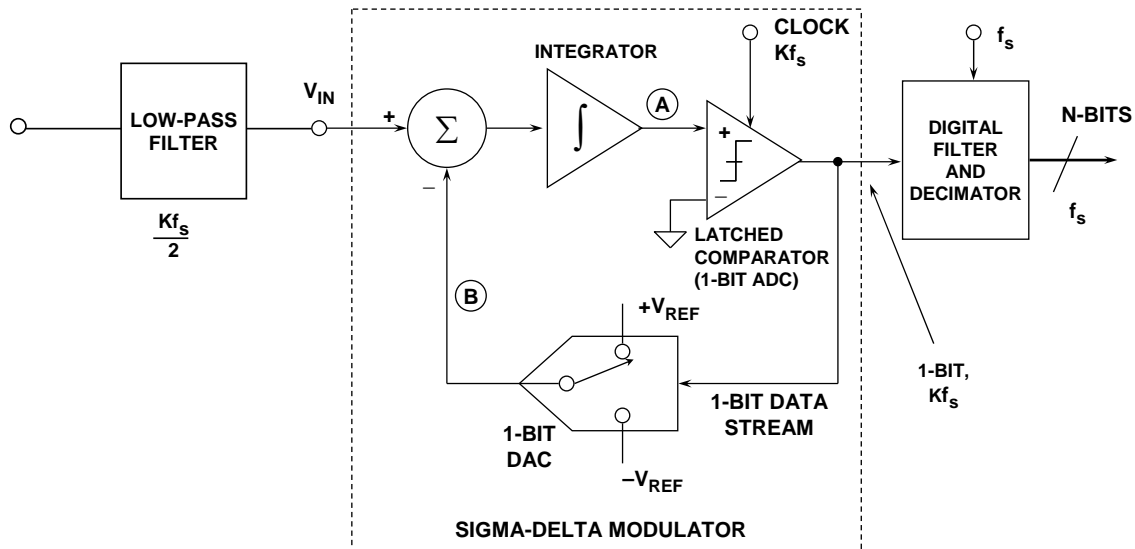 LOW-PASS
FILTER
Kfs
2
VIN
+
Σ
–
INTEGRATOR
∫
A
CLOCK
Kfs
+
–
LATCHED
COMPARATOR
(1-BIT ADC)
fs
DIGITAL
FILTER
AND
DECIMATOR
N-BITS
fs
1-BIT,
Kfs
B
+VREF
1-BIT DATA
STREAM
1-BIT
DAC
–VREF
SIGMA-DELTA MODULATOR